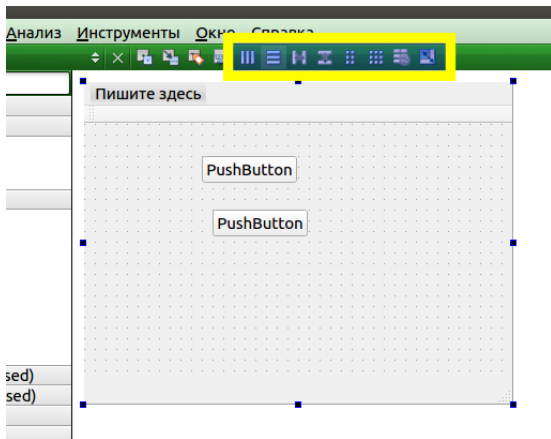 Анализ Инструменты Окно Справка
Пишите здесь
PushButton
PushButton
sed)
sed)